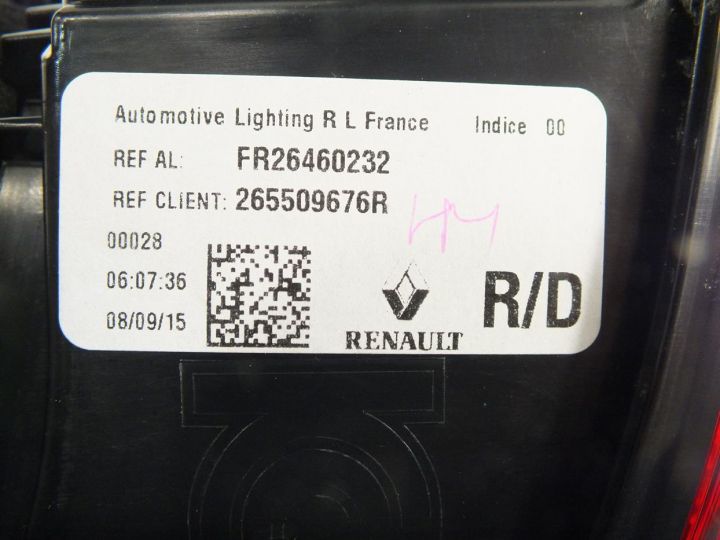 Automotive Lighting R L France Indice 00
REF AL: FR26460232
REF CLIENT: 265509676R
00028
06:07:36
08/09/15
RENAULT
R/D